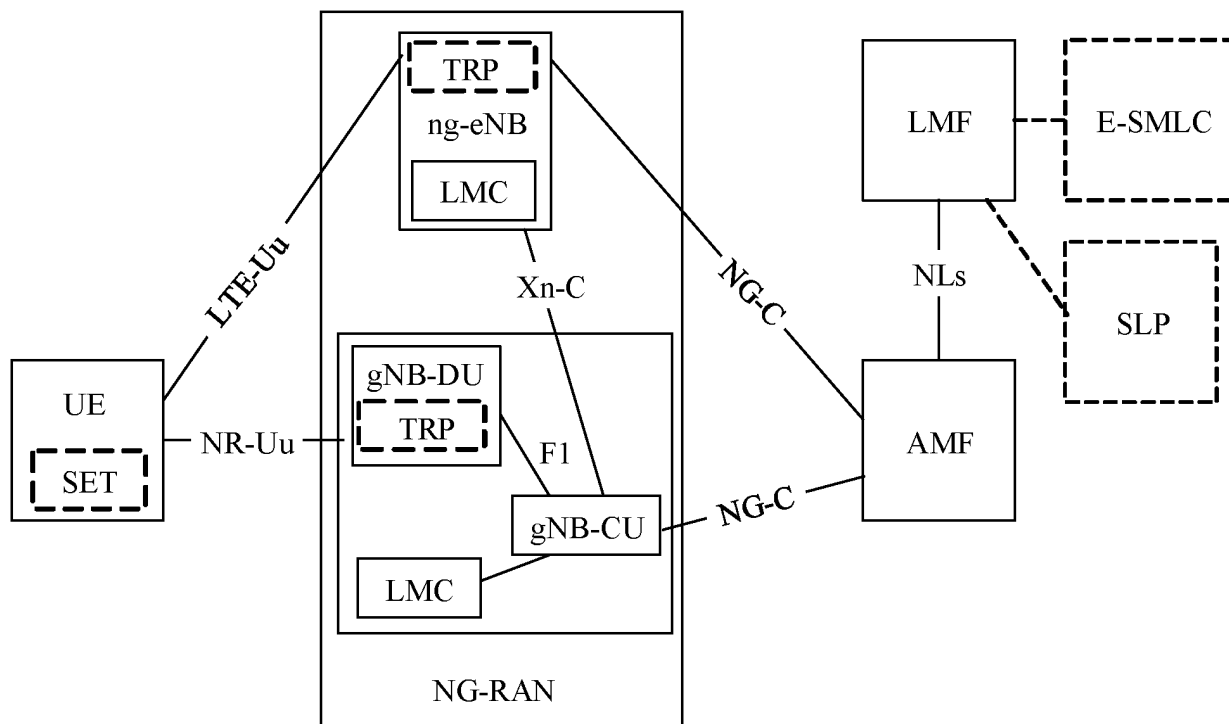 TRP
ng-eNB
LMC
LMF
E-SMLC
LTE-Uu
Xn-C
NG-C
NLs
SLP
UE
SET
NR-Uu
gNB-DU
TRP
F1
gNB-CU
LMC
NG-C
AMF
NG-RAN